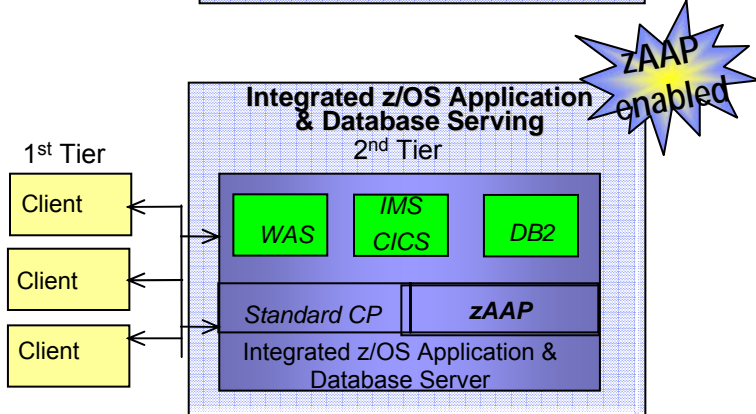 zAAP
enabled
Integrated z/OS Application
& Database Serving
2nd Tier
1st Tier
Client
Client
Client
WAS
IMS
CICS
DB2
Standard CP
zAAP
Integrated z/OS Application &
Database Server